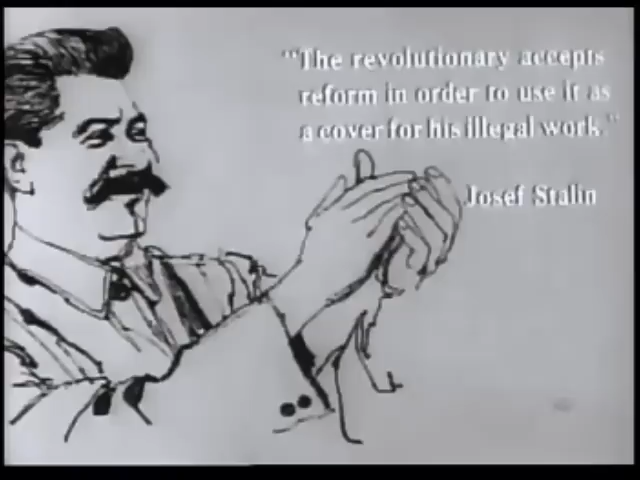 "The revolutionary accepts
reform in order to use it as
a cover for his illegal work."
Josef Stalin